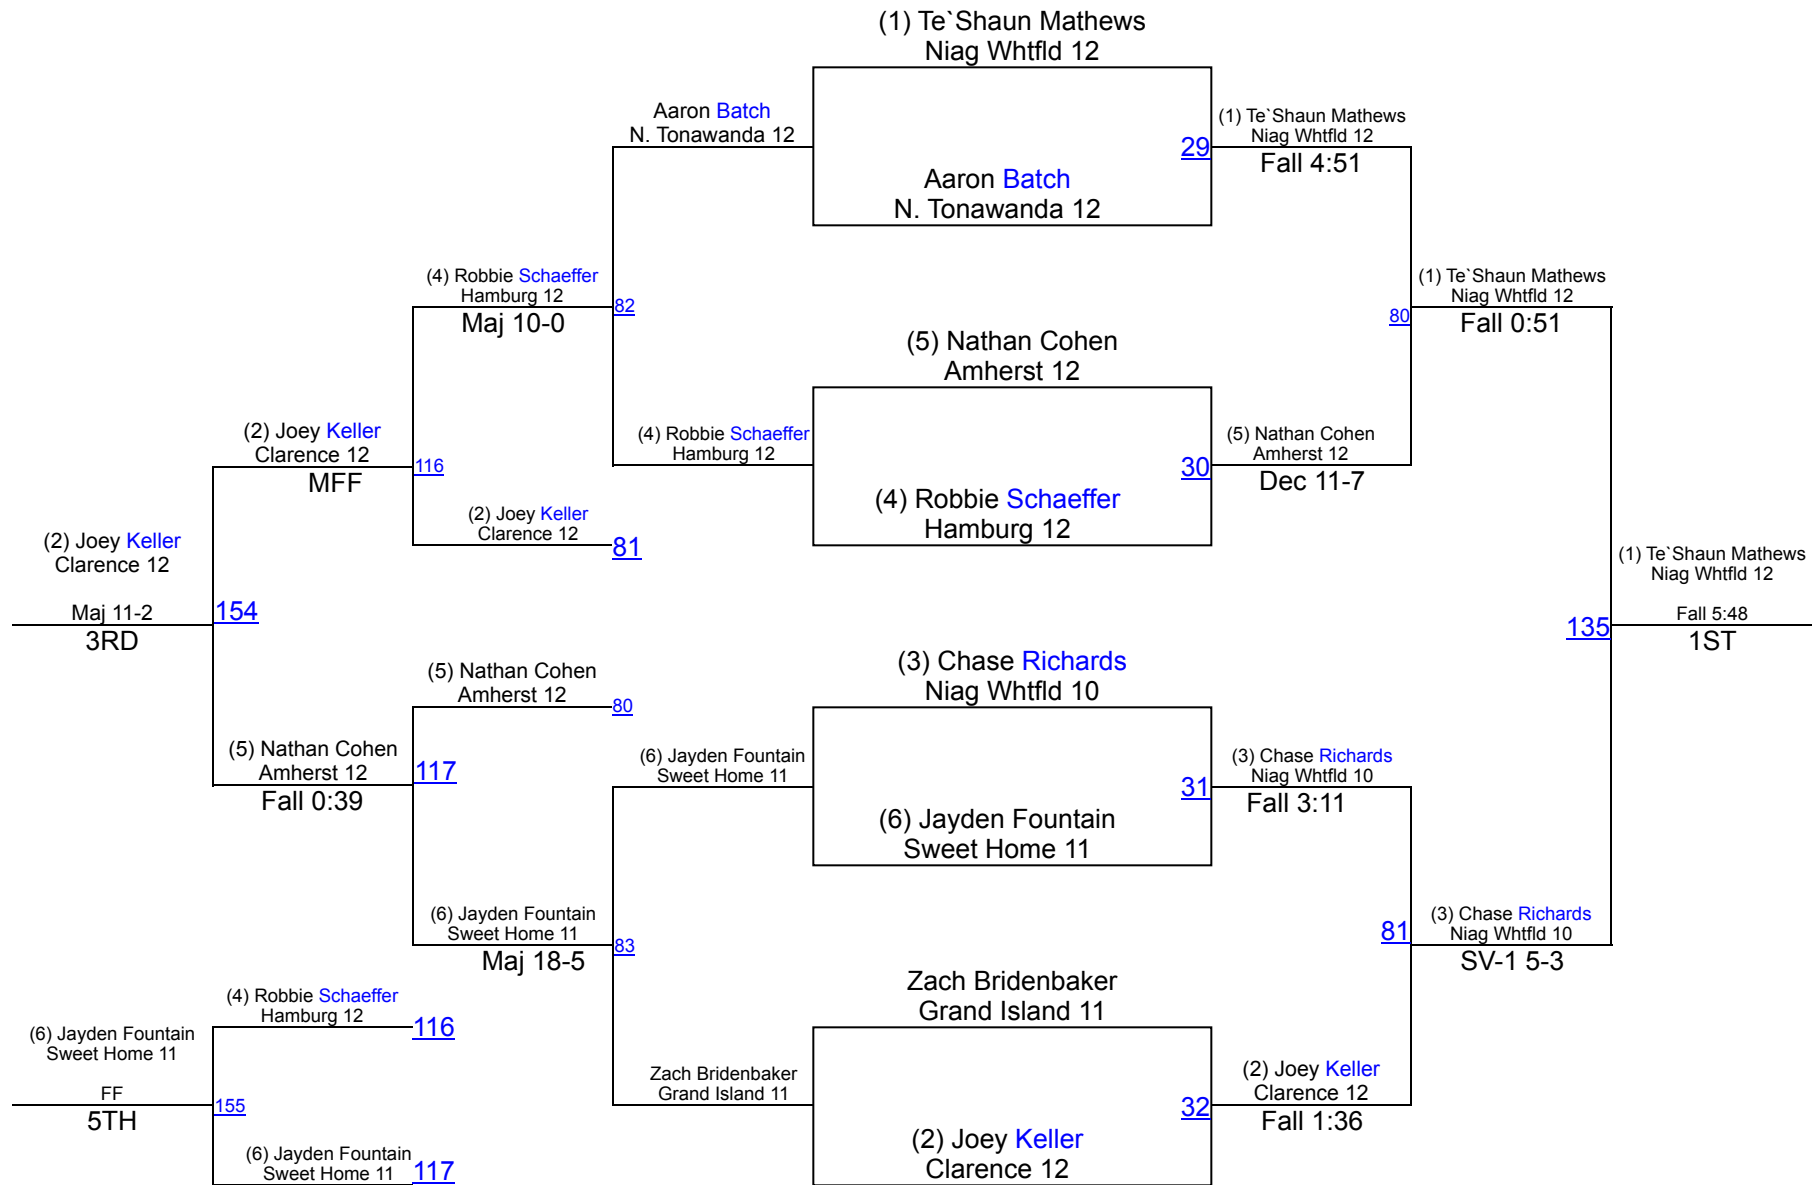 (1) Te`Shaun Mathews
Niag Whtfld 12
Aaron Batch
N. Tonawanda 12
(1) Te`Shaun Mathews
Niag Whtfld 12
29
Fall 4:51
Aaron Batch
N. Tonawanda 12
(4) Robbie Schaeffer
Hamburg 12
82
Maj 10-0
(1) Te`Shaun Mathews
Niag Whtfld 12
80
Fall 0:51
(5) Nathan Cohen
Amherst 12
(2) Joey Keller
Clarence 12
116
MFF
(4) Robbie Schaeffer
Hamburg 12
(5) Nathan Cohen
Amherst 12
30
Dec 11-7
(4) Robbie Schaeffer
Hamburg 12
(2) Joey Keller
Clarence 12
81
(2) Joey Keller
Clarence 12
Maj 11-2
154
3RD
(1) Te`Shaun Mathews
Niag Whtfld 12
Fall 5:48
135
1ST
(5) Nathan Cohen
Amherst 12
80
(3) Chase Richards
Niag Whtfld 10
(5) Nathan Cohen
Amherst 12
117
Fall 0:39
(6) Jayden Fountain
Sweet Home 11
(3) Chase Richards
Niag Whtfld 10
31
Fall 3:11
(6) Jayden Fountain
Sweet Home 11
(6) Jayden Fountain
Sweet Home 11
83
Maj 18-5
(3) Chase Richards
Niag Whtfld 10
81
SV-1 5-3
Zach Bridenbaker
Grand Island 11
(4) Robbie Schaeffer
Hamburg 12
116
(6) Jayden Fountain
Sweet Home 11
FF
155
5TH
Zach Bridenbaker
Grand Island 11
(2) Joey Keller
Clarence 12
32
Fall 1:36
(2) Joey Keller
Clarence 12
(6) Jayden Fountain
Sweet Home 11
117